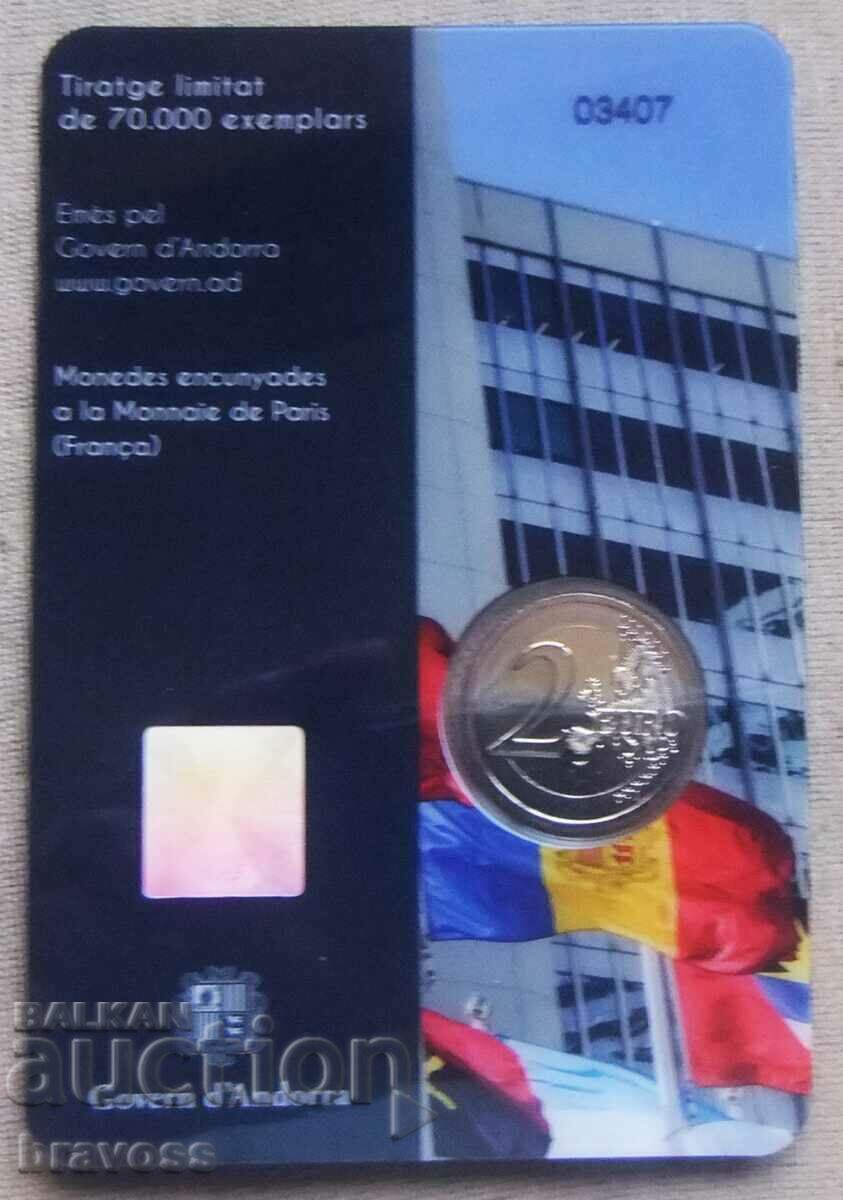 Tiratge limitat
de 70.000 exemplars
03407
Emès pel
Govern d'Andorra
www.govern.ad
Monedes encunyades
a la Monnaie de Paris
(França)
2
Govern d'Andorra
BALKAN
auction
bravoss